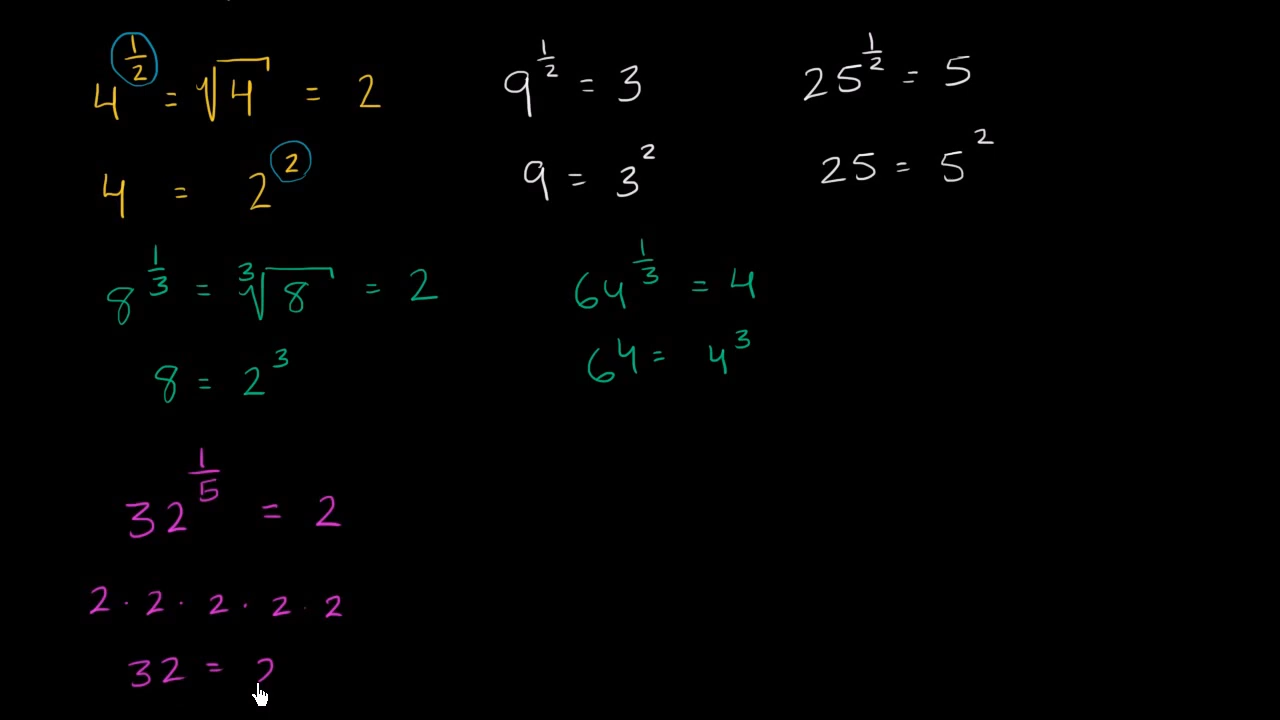 4^{1/2} = √4 = 2
4 = 2^2
9^{1/2} = 3
9 = 3^2
25^{1/2} = 5
25 = 5^2
8^{1/3} = ∛8 = 2
8 = 2^3
64^{1/3} = 4
64 = 4^3
32^{1/5} = 2
2 · 2 · 2 · 2 · 2
32 = 2